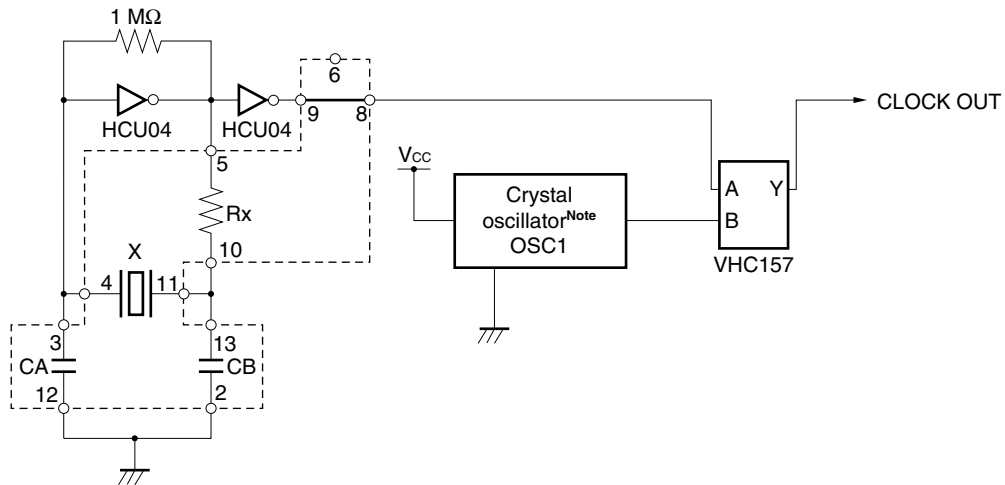 1 MΩ
6
HCU04
HCU04
9
8
CLOCK OUT
5
VCC
Crystal
oscillatorNote
OSC1
A Y
B
VHC157
Rx
10
X
4
11
3
13
CA
CB
12
2